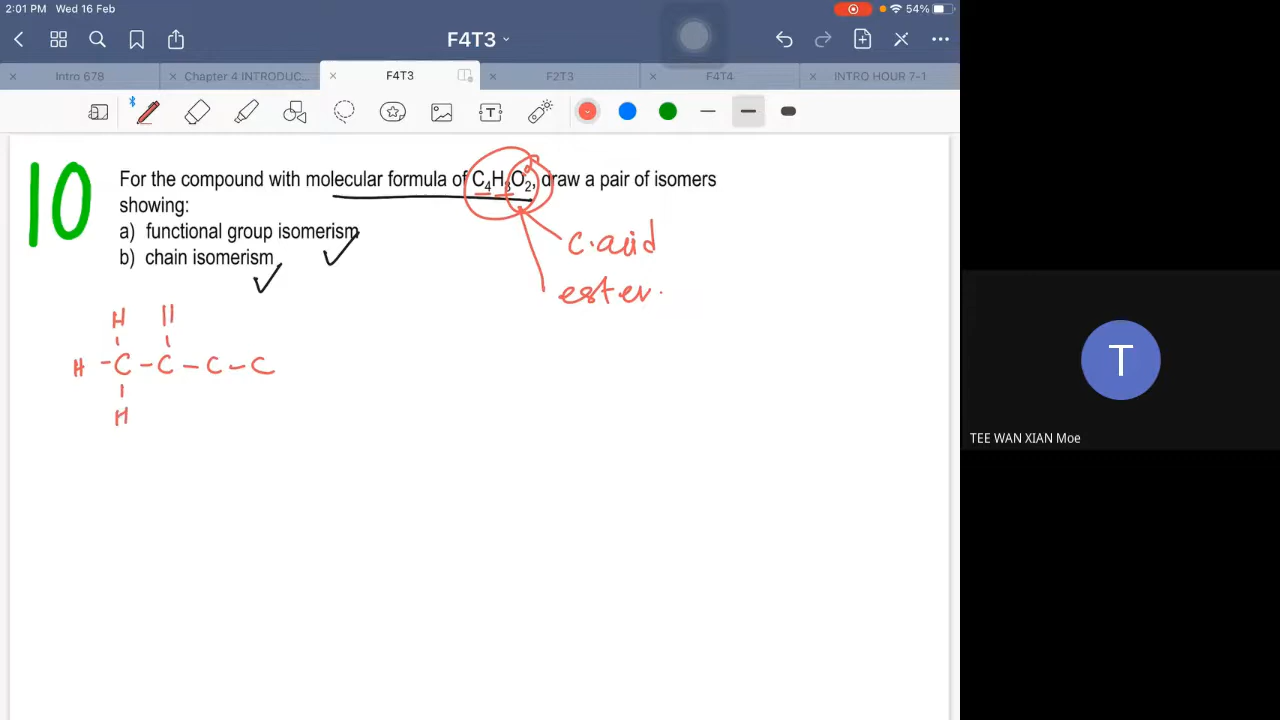 2:01 PM Wed 16 Feb
54%
F4T3
Intro 678
Chapter 4 INTRODUC...
F4T3
F2T3
F4T4
INTRO HOUR 7-1
10
For the compound with molecular formula of C₄H₈O₂, draw a pair of isomers
showing:
a) functional group isomerism
b) chain isomerism
c.acid
ester.
H
H - C - C - C - C
H
T
TEE WAN XIAN Moe